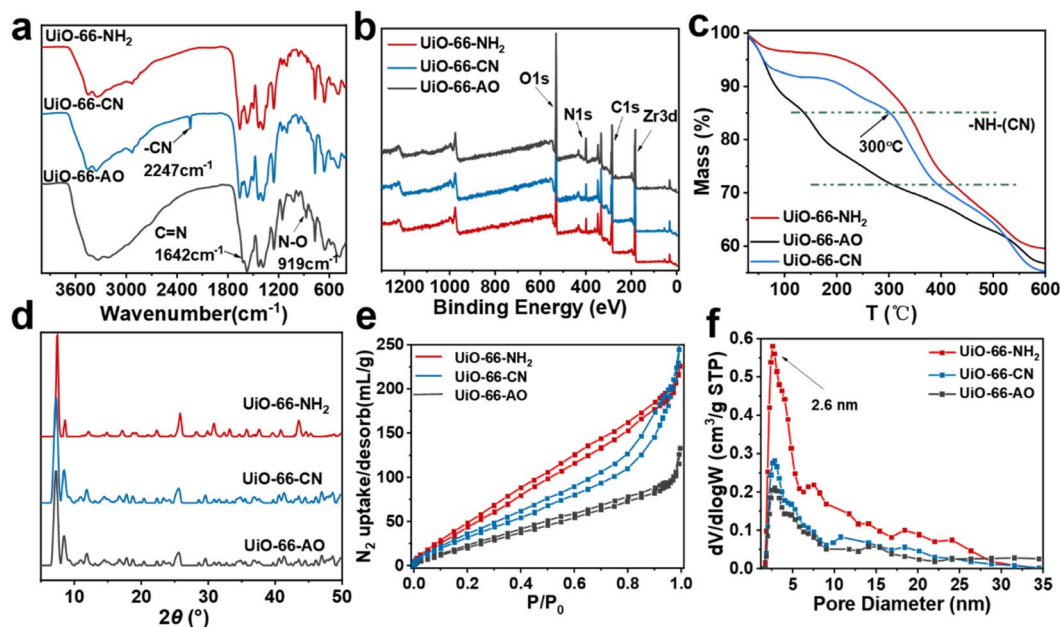 a
UiO-66-NH₂
UiO-66-CN
-CN
2247cm⁻¹
UiO-66-AO
C=N
1642cm⁻¹
N-O
919cm⁻¹
4000 3200 2400 1600 800
Wavenumber(cm⁻¹)
b
UiO-66-NH₂
UiO-66-CN
UiO-66-AO
O1s
N1s
C1s
Zr3d
1200 1000 800 600 400 200 0
Binding Energy (eV)
c
100
90
80
70
60
Mass (%)
-NH-(CN)
300°C
UiO-66-NH₂
UiO-66-AO
UiO-66-CN
0 100 200 300 400 500 600
T (℃)
d
UiO-66-NH₂
UiO-66-CN
UiO-66-AO
10 20 30 40 50
2θ (°)
e
250
200
150
100
50
0
N₂ uptake/desorb(mL/g)
UiO-66-NH₂
UiO-66-CN
UiO-66-AO
0.0 0.2 0.4 0.6 0.8 1.0
P/P₀
f
0.6
0.5
0.4
0.3
0.2
0.1
0.0
dV/dlogW (cm³/g STP)
UiO-66-NH₂
UiO-66-CN
UiO-66-AO
2.6 nm
5 10 15 20 25 30 35
Pore Diameter (nm)